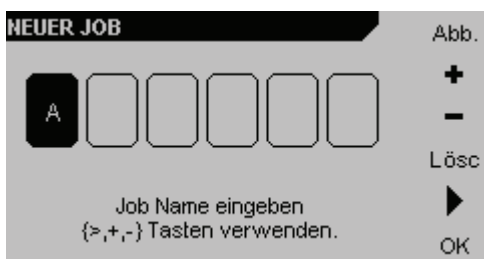 NEUER JOB
Abb.
+
A
-
Lösc
Job Name eingeben
{>,+,-} Tasten verwenden.
OK